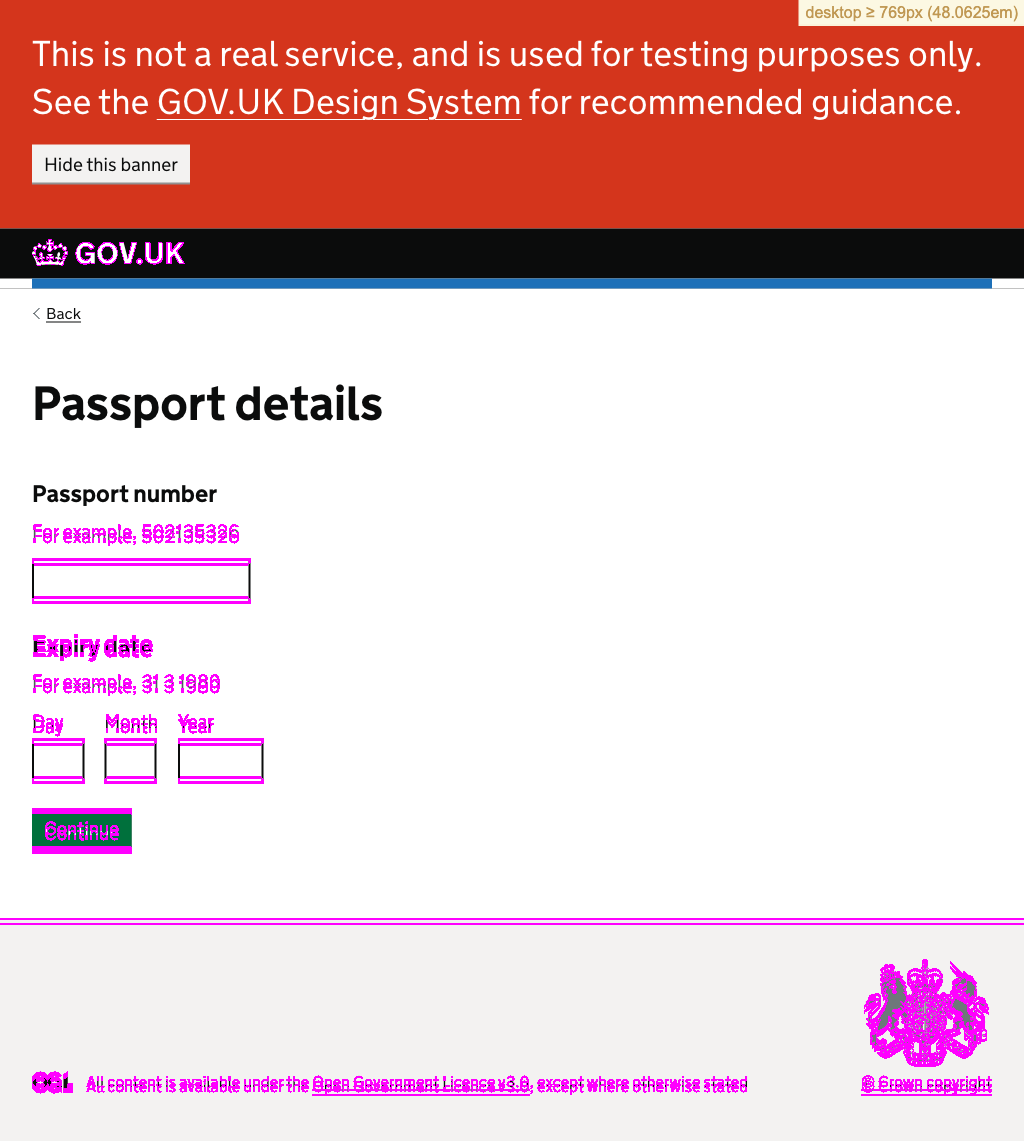 desktop ≥ 769px (48.0625em)
This is not a real service, and is used for testing purposes only.
See the GOV.UK Design System for recommended guidance.
Hide this banner
GOV.UK
Back
Passport details
Passport number
For example, 502135326
Expiry date
For example, 31 3 1980
Day Month Year
Continue
OGL All content is available under the Open Government Licence v3.0, except where otherwise stated © Crown copyright